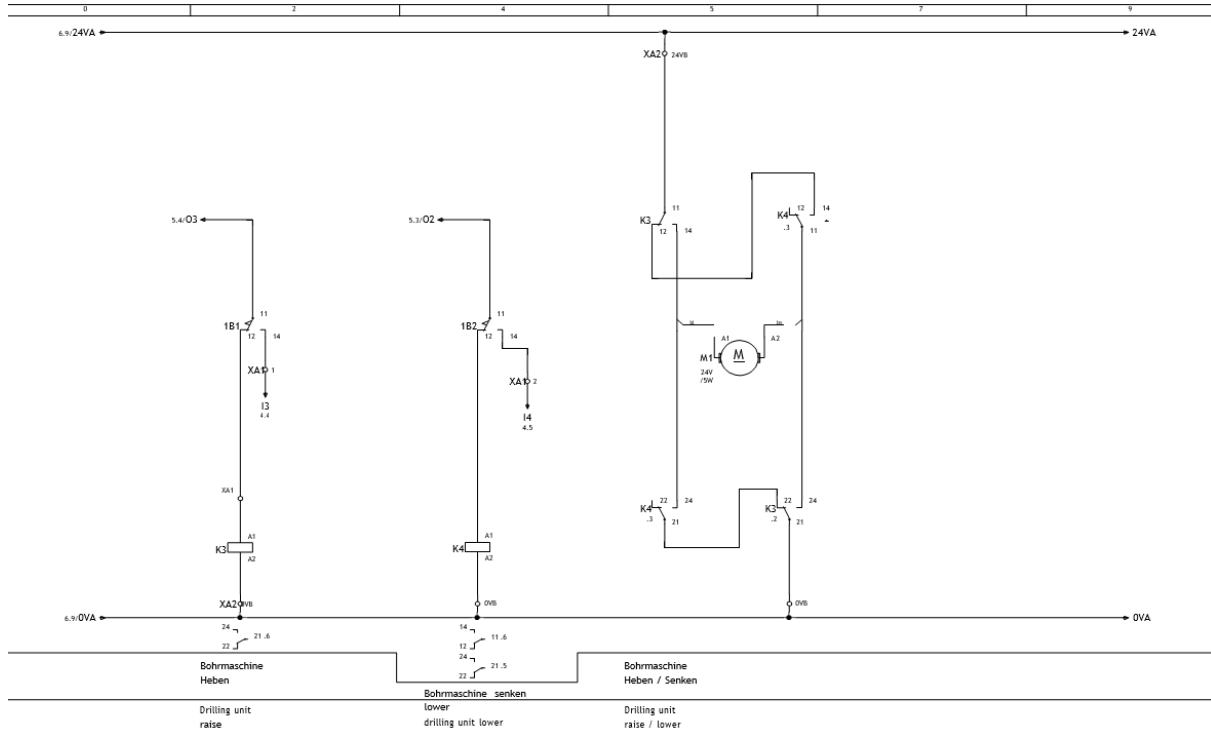 0 2 4 5 7 9
6.9/24VA
24VA
XA2 24VB
5.4/O3
5.3/O2
11
K3
12 14
12 14
K4
.3 11
11
1B1
12 14
11
1B2
12 14
XA1 1
I3
4.4
XA1 2
I4
4.5
A1 A2
M
M1
24V
/5W
XA1
22 24
K4
.3 21
22 24
K3
.2 21
A1
K3
A2
A1
K4
A2
XA2 0VB
0VB
0VB
6.9/0VA
0VA
24
21 .6
22
14
11.6
12
24
21.5
22
Bohrmaschine
Heben
Bohrmaschine senken
lower
drilling unit lower
Bohrmaschine
Heben / Senken
Drilling unit
raise
Drilling unit
raise / lower